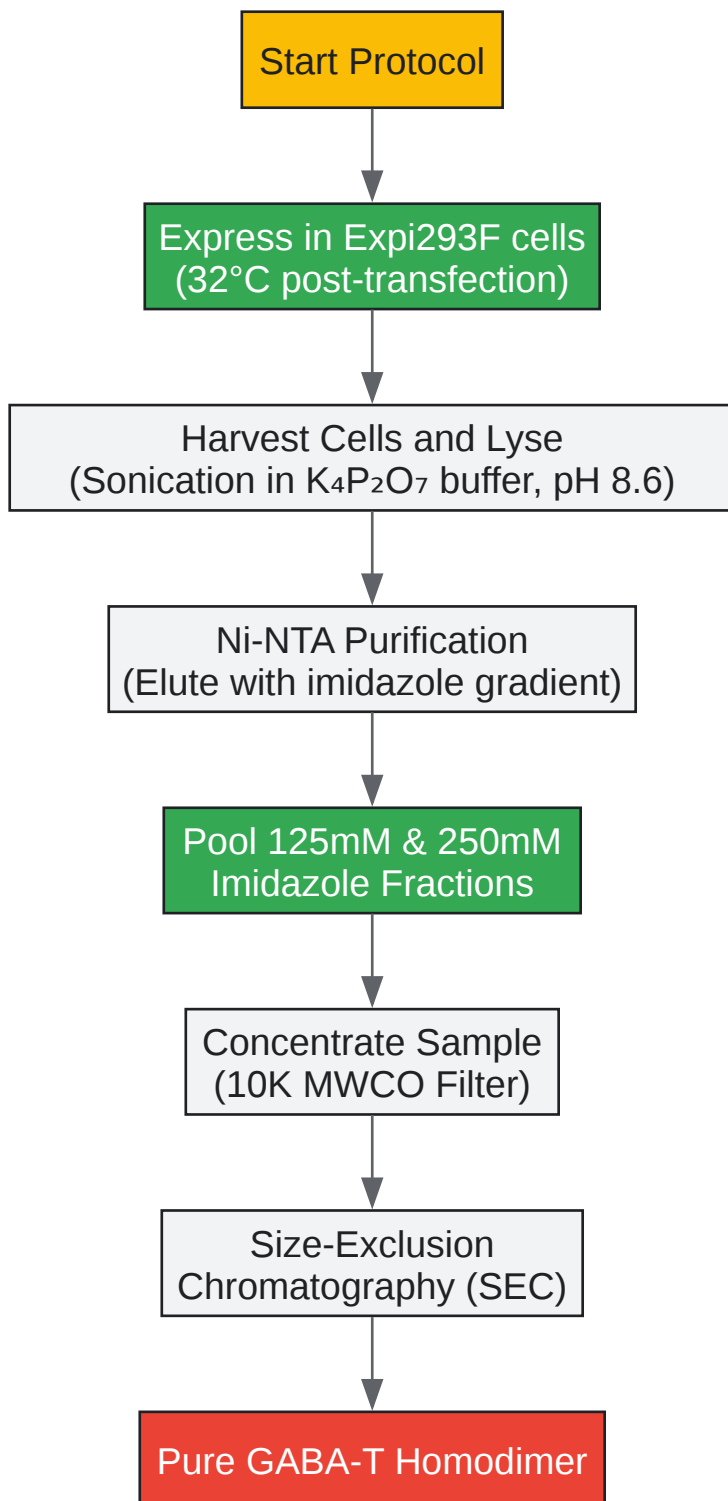 Start Protocol
Express in Expi293F cells
(32°C post-transfection)
Harvest Cells and Lyse
(Sonication in K₄P₂O₇ buffer, pH 8.6)
Ni-NTA Purification
(Elute with imidazole gradient)
Pool 125mM & 250mM
Imidazole Fractions
Concentrate Sample
(10K MWCO Filter)
Size-Exclusion
Chromatography (SEC)
Pure GABA-T Homodimer